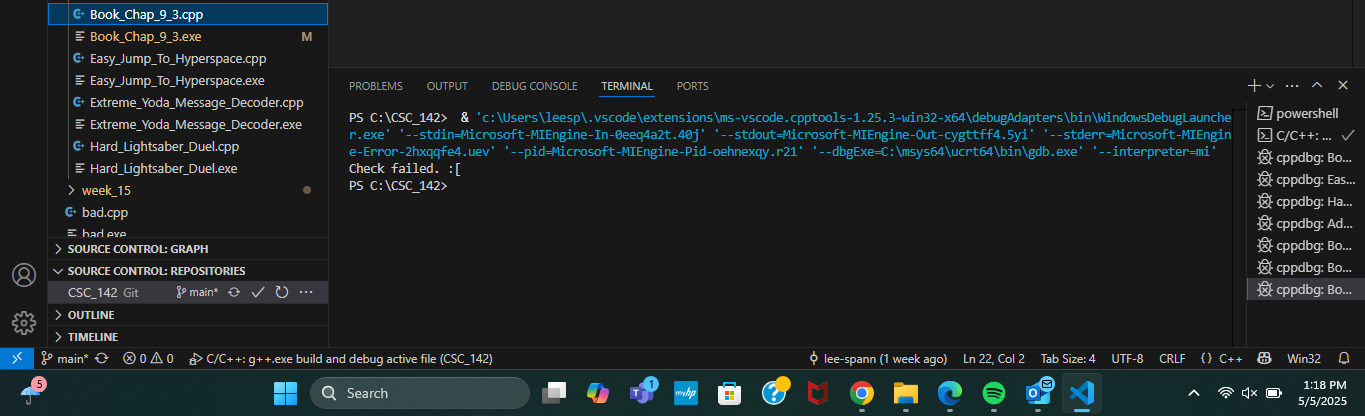 Book_Chap_9_3.cpp
Book_Chap_9_3.exe M
Easy_Jump_To_Hyperspace.cpp
Easy_Jump_To_Hyperspace.exe
Extreme_Yoda_Message_Decoder.cpp
Extreme_Yoda_Message_Decoder.exe
Hard_Lightsaber_Duel.cpp
Hard_Lightsaber_Duel.exe
week_15
bad.cpp
bad.exe
SOURCE CONTROL: GRAPH
SOURCE CONTROL: REPOSITORIES
CSC_142 Git main*
OUTLINE
TIMELINE
PROBLEMS OUTPUT DEBUG CONSOLE TERMINAL PORTS
PS C:\CSC_142>  & 'c:\Users\leesp\.vscode\extensions\ms-vscode.cpptools-1.25.3-win32-x64\debugAdapters\bin\WindowsDebugLaunche
r.exe' '--stdin=Microsoft-MIEngine-In-0eeq4a2t.40j' '--stdout=Microsoft-MIEngine-Out-cygttff4.5yi' '--stderr=Microsoft-MIEngin
e-Error-2hxqqfe4.uev' '--pid=Microsoft-MIEngine-Pid-oehnexqy.r21' '--dbgExe=C:\msys64\ucrt64\bin\gdb.exe' '--interpreter=mi'
Check failed. :[
PS C:\CSC_142>
powershell
C/C++: ...
cppdbg: Bo...
cppdbg: Eas...
cppdbg: Ha...
cppdbg: Ad...
cppdbg: Bo...
cppdbg: Bo...
cppdbg: Bo...
main* 0 0 C/C++: g++.exe build and debug active file (CSC_142) lee-spann (1 week ago) Ln 22, Col 2 Tab Size: 4 UTF-8 CRLF {} C++ Win32
5 Search 1 myhp ? 1:18 PM
5/5/2025